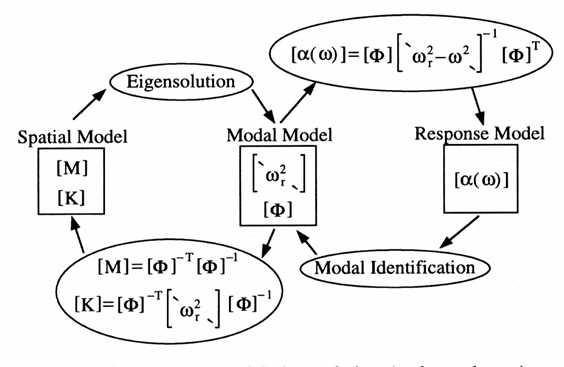 [α(ω)]=[Φ][`ω_r^2−ω^2`]^{-1}[Φ]^T
Eigensolution
Spatial Model
[M]
[K]
Modal Model
[`ω_r^2`]
[Φ]
Response Model
[α(ω)]
[M]=[Φ]^{-T}[Φ]^{-1}
[K]=[Φ]^{-T}[`ω_r^2`][Φ]^{-1}
Modal Identification